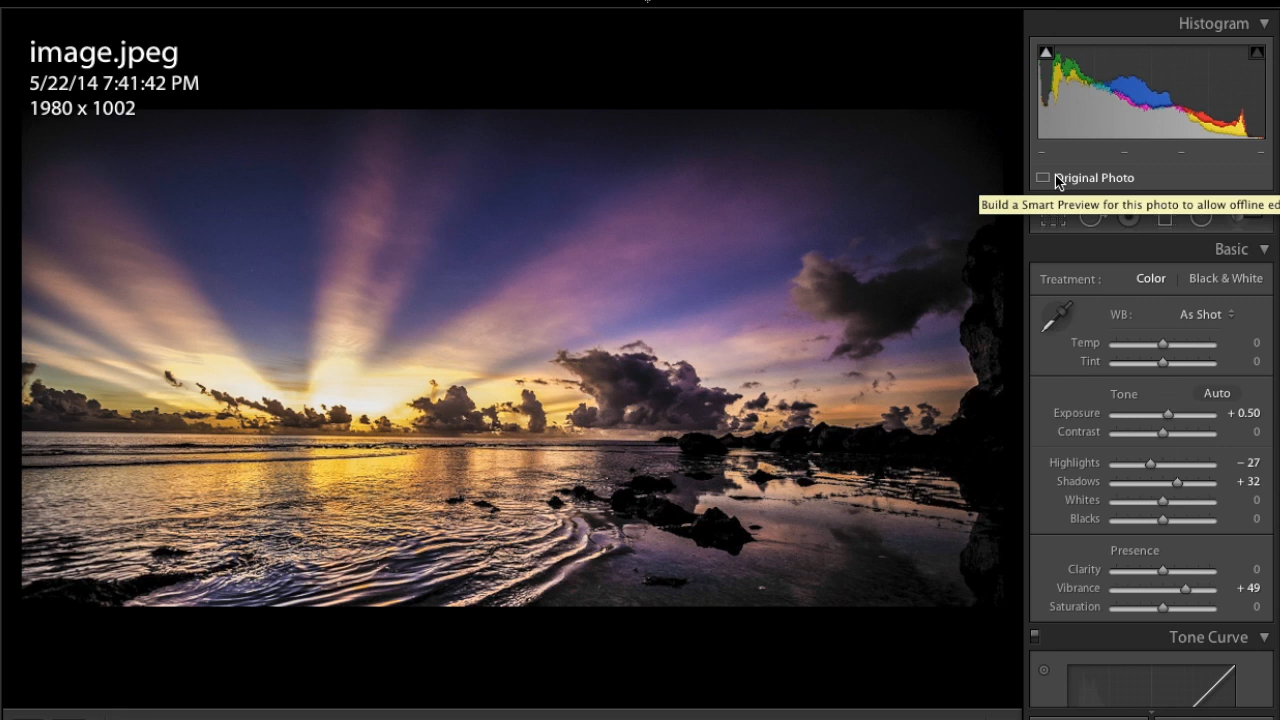 image.jpeg
5/22/14 7:41:42 PM
1980 x 1002
Histogram
Original Photo
Build a Smart Preview for this photo to allow offline ed
Basic
Treatment :
Color
Black & White
WB :
As Shot
Temp
0
Tint
0
Tone
Auto
Exposure
+ 0.50
Contrast
0
Highlights
– 27
Shadows
+ 32
Whites
0
Blacks
0
Presence
Clarity
0
Vibrance
+ 49
Saturation
0
Tone Curve